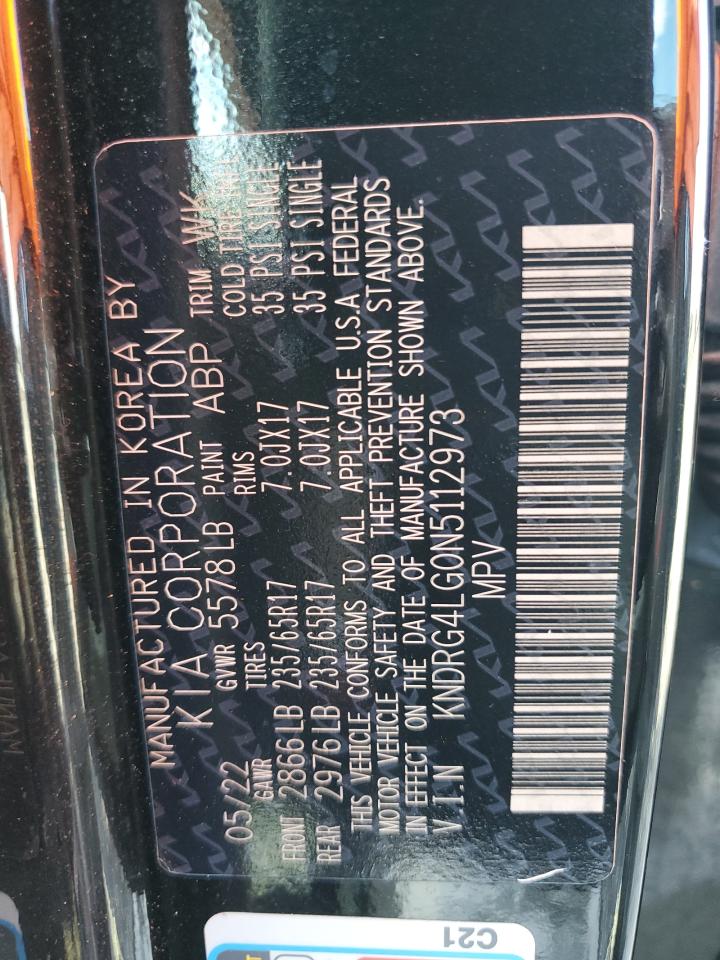 MANUFACTURED IN KOREA BY
KIA CORPORATION
05/22 GVWR 5578LB PAINT ABP TRIM WK
GAWR TIRES RIMS COLD TIRE
FRONT 2866LB 235/65R17 7.0JX17 35 PSI SINGLE
REAR 2976LB 235/65R17 7.0JX17 35 PSI SINGLE
THIS VEHICLE CONFORMS TO ALL APPLICABLE U.S.A FEDERAL
MOTOR VEHICLE SAFETY AND THEFT PREVENTION STANDARDS
IN EFFECT ON THE DATE OF MANUFACTURE SHOWN ABOVE.
VIN KNDRG4LG0N5112973
MPV
C21